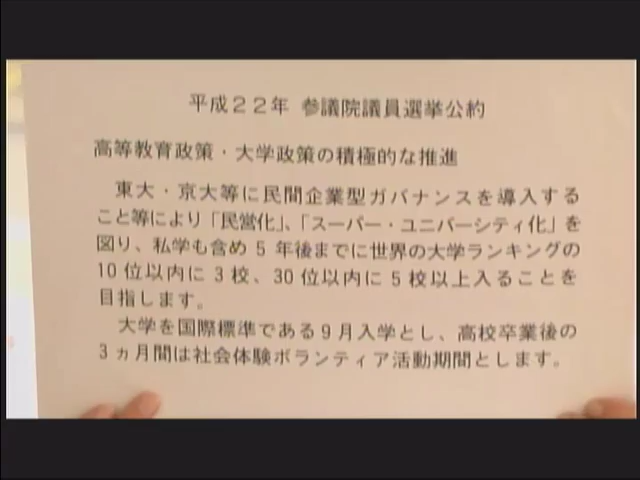 平成２２年 参議院議員選挙公約
高等教育政策・大学政策の積極的な推進
東大・京大等に民間企業型ガバナンスを導入する
こと等により「民営化」、「スーパー・ユニバーシティ化」を
図り、私学も含め５年後までに世界の大学ランキングの
10位以内に３校、30位以内に５校以上入ることを
目指します。
大学を国際標準である９月入学とし、高校卒業後の
３ヵ月間は社会体験ボランティア活動期間とします。